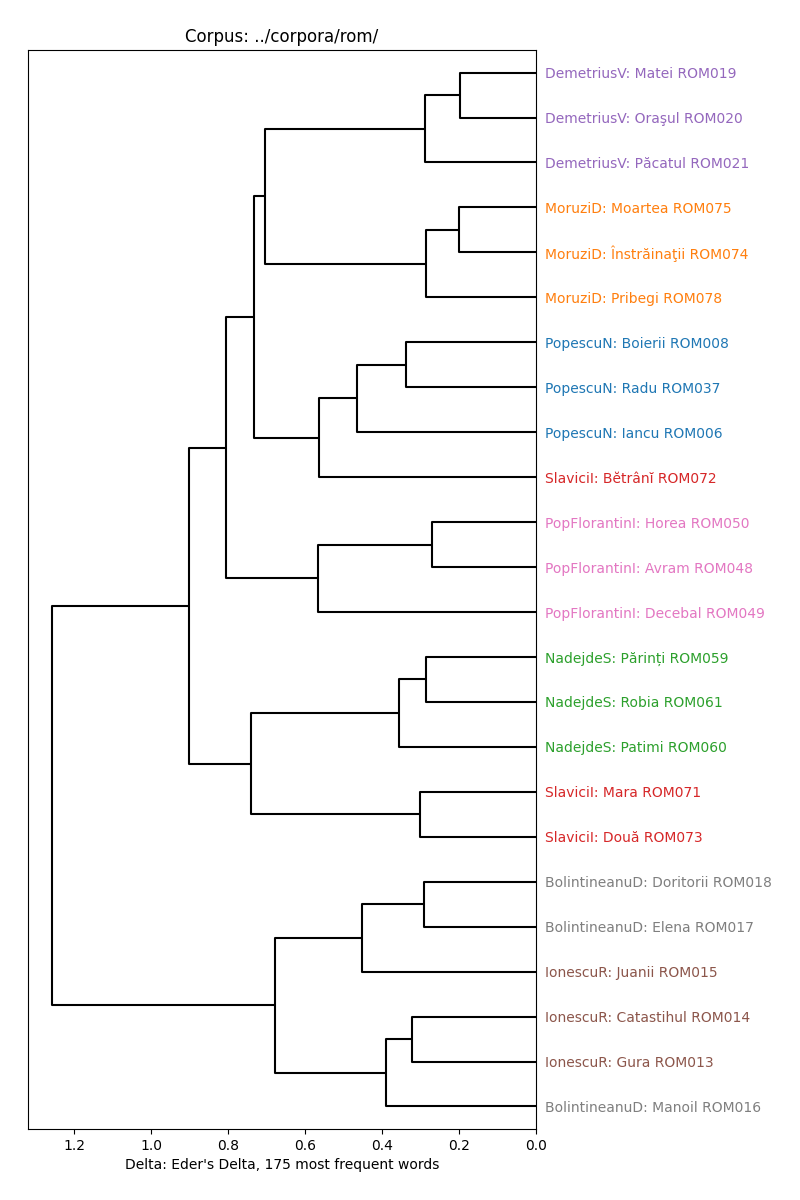 Corpus: ../corpora/rom/
DemetriusV: Matei ROM019
DemetriusV: Oraşul ROM020
DemetriusV: Păcatul ROM021
MoruziD: Moartea ROM075
MoruziD: Înstrăinaţii ROM074
MoruziD: Pribegi ROM078
PopescuN: Boierii ROM008
PopescuN: Radu ROM037
PopescuN: Iancu ROM006
SlaviciI: Bĕtrânĭ ROM072
PopFlorantinI: Horea ROM050
PopFlorantinI: Avram ROM048
PopFlorantinI: Decebal ROM049
NadejdeS: Părinți ROM059
NadejdeS: Robia ROM061
NadejdeS: Patimi ROM060
SlaviciI: Mara ROM071
SlaviciI: Două ROM073
BolintineanuD: Doritorii ROM018
BolintineanuD: Elena ROM017
IonescuR: Juanii ROM015
IonescuR: Catastihul ROM014
IonescuR: Gura ROM013
BolintineanuD: Manoil ROM016
1.2 1.0 0.8 0.6 0.4 0.2 0.0
Delta: Eder's Delta, 175 most frequent words